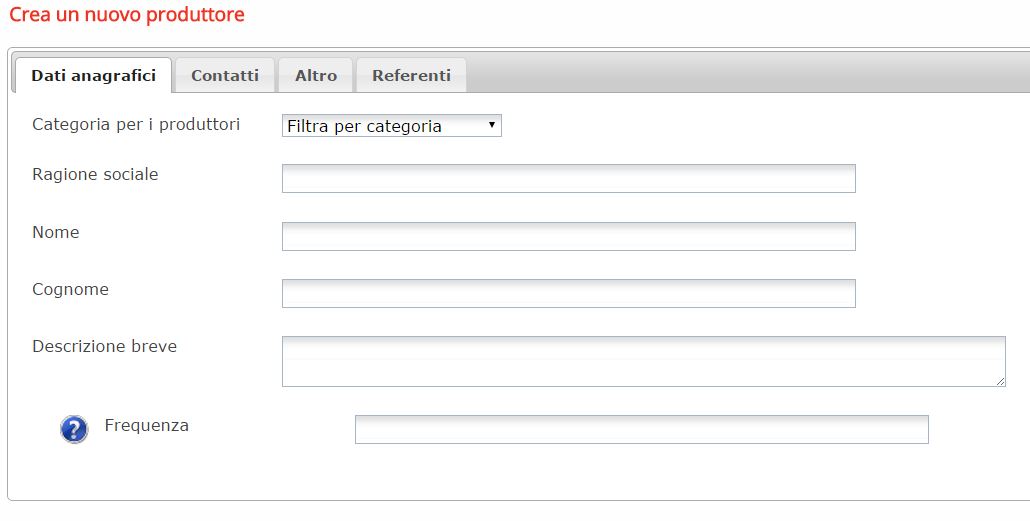 Crea un nuovo produttore
Dati anagrafici Contatti Altro Referenti
Categoria per i produttori Filtra per categoria
Ragione sociale
Nome
Cognome
Descrizione breve
? Frequenza